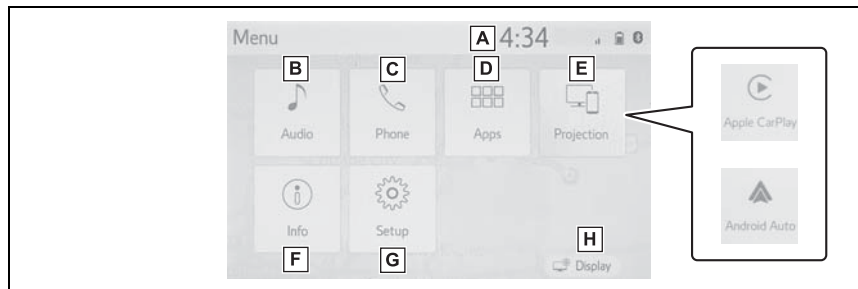 Menu A 4:34
B C D E
Audio Phone Apps Projection
Info Setup
F G H
Display
Apple CarPlay
Android Auto